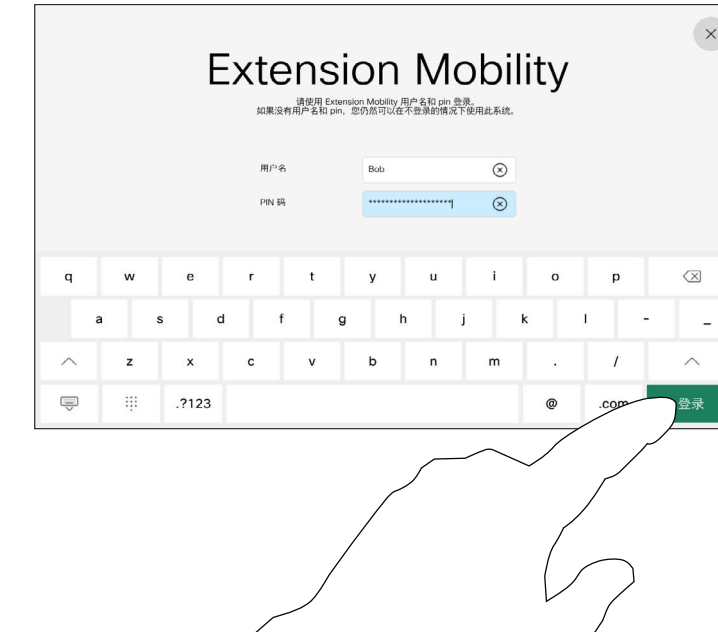 Extension Mobility
请使用 Extension Mobility 用户名和 pin 登录。
如果没有用户名和 pin，您仍然可以在不登录的情况下使用此系统。
用户名 Bob
PIN 码 ********************
q w e r t y u i o p
a s d f g h j k l - _
z x c v b n m . /
.?123 @ .com 登录